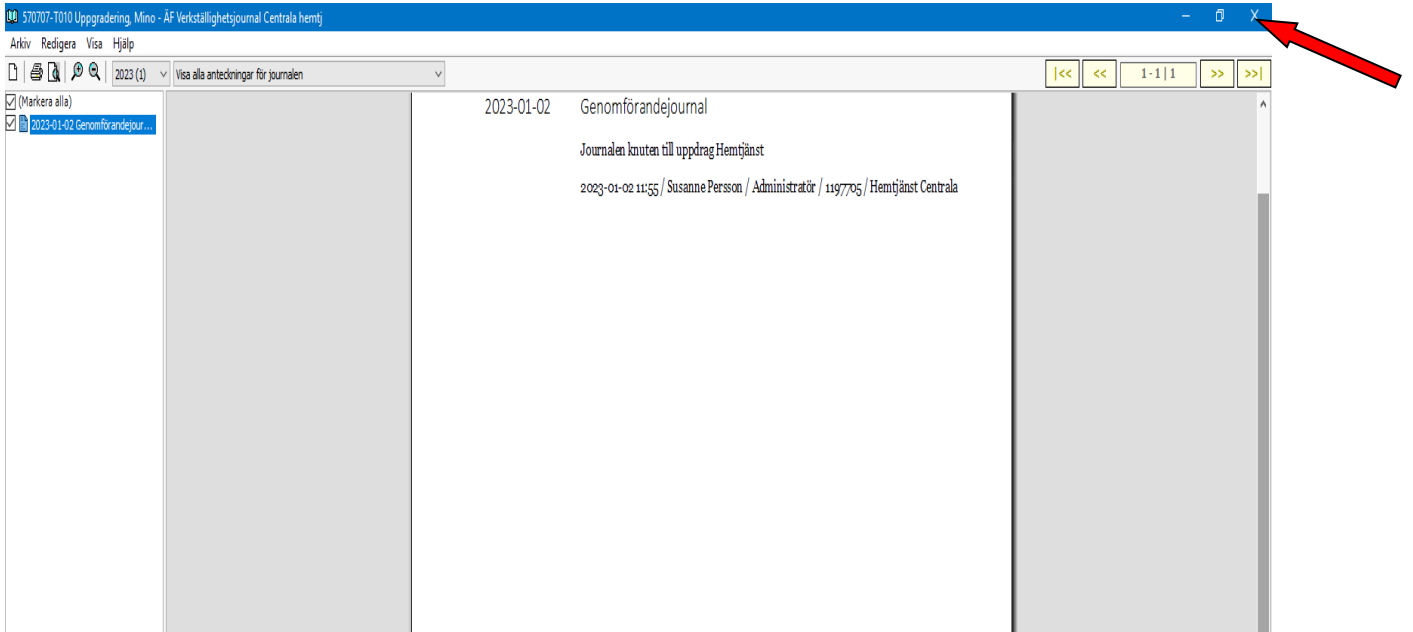 570707-T010 Uppgradering, Mino - ÄF Verkställighetsjournal Centrala hemtj
Arkiv Redigera Visa Hjälp
2023 (1) Visa alla anteckningar för journalen |<< << 1-1|1 >> >>|
(Markera alla)
2023-01-02 Genomförandejour...
2023-01-02 Genomförandejournal
Journalen knuten till uppdrag Hemtjänst
2023-01-02 11:55 / Susanne Persson / Administratör / 1197705 / Hemtjänst Centrala